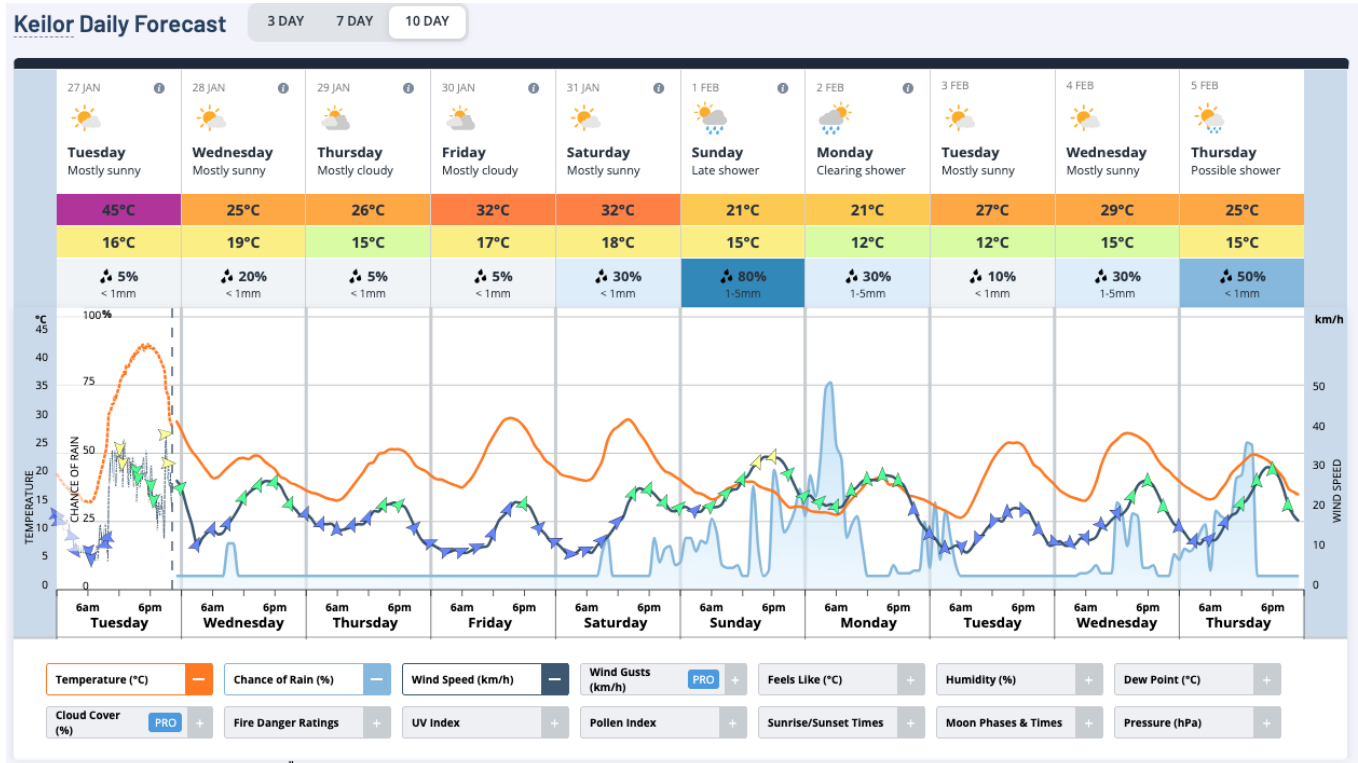 Keilor Daily Forecast
3 DAY 7 DAY 10 DAY
27 JAN 28 JAN 29 JAN 30 JAN 31 JAN 1 FEB 2 FEB 3 FEB 4 FEB 5 FEB
Tuesday Wednesday Thursday Friday Saturday Sunday Monday Tuesday Wednesday Thursday
Mostly sunny Mostly sunny Mostly cloudy Mostly cloudy Mostly sunny Late shower Clearing shower Mostly sunny Mostly sunny Possible shower
45°C 25°C 26°C 32°C 32°C 21°C 21°C 27°C 29°C 25°C
16°C 19°C 15°C 17°C 18°C 15°C 12°C 12°C 15°C 15°C
5% 20% 5% 5% 30% 80% 30% 10% 30% 50%
< 1mm < 1mm < 1mm < 1mm < 1mm 1-5mm 1-5mm < 1mm 1-5mm < 1mm
°C 100% km/h
45
40
35 75 50
30 40
25 50
20 30
15 25 20
10
5 10
0 0 0
TEMPERATURE
CHANCE OF RAIN
WIND SPEED
6am 6pm 6am 6pm 6am 6pm 6am 6pm 6am 6pm 6am 6pm 6am 6pm 6am 6pm 6am 6pm 6am 6pm
Tuesday Wednesday Thursday Friday Saturday Sunday Monday Tuesday Wednesday Thursday
Temperature (°C) − Chance of Rain (%) − Wind Speed (km/h) − Wind Gusts (km/h) PRO + Feels Like (°C) + Humidity (%) + Dew Point (°C) +
Cloud Cover (%) PRO + Fire Danger Ratings + UV Index + Pollen Index + Sunrise/Sunset Times + Moon Phases & Times + Pressure (hPa) +